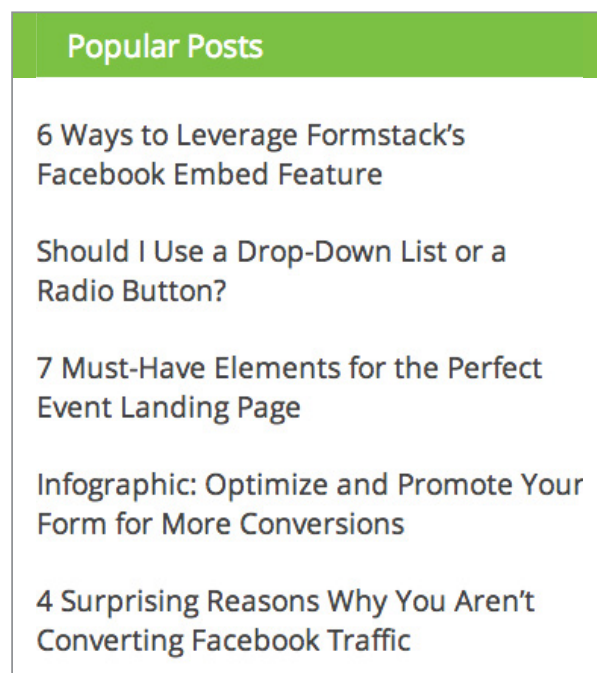 Popular Posts
6 Ways to Leverage Formstack’s
Facebook Embed Feature
Should I Use a Drop-Down List or a
Radio Button?
7 Must-Have Elements for the Perfect
Event Landing Page
Infographic: Optimize and Promote Your
Form for More Conversions
4 Surprising Reasons Why You Aren’t
Converting Facebook Traffic